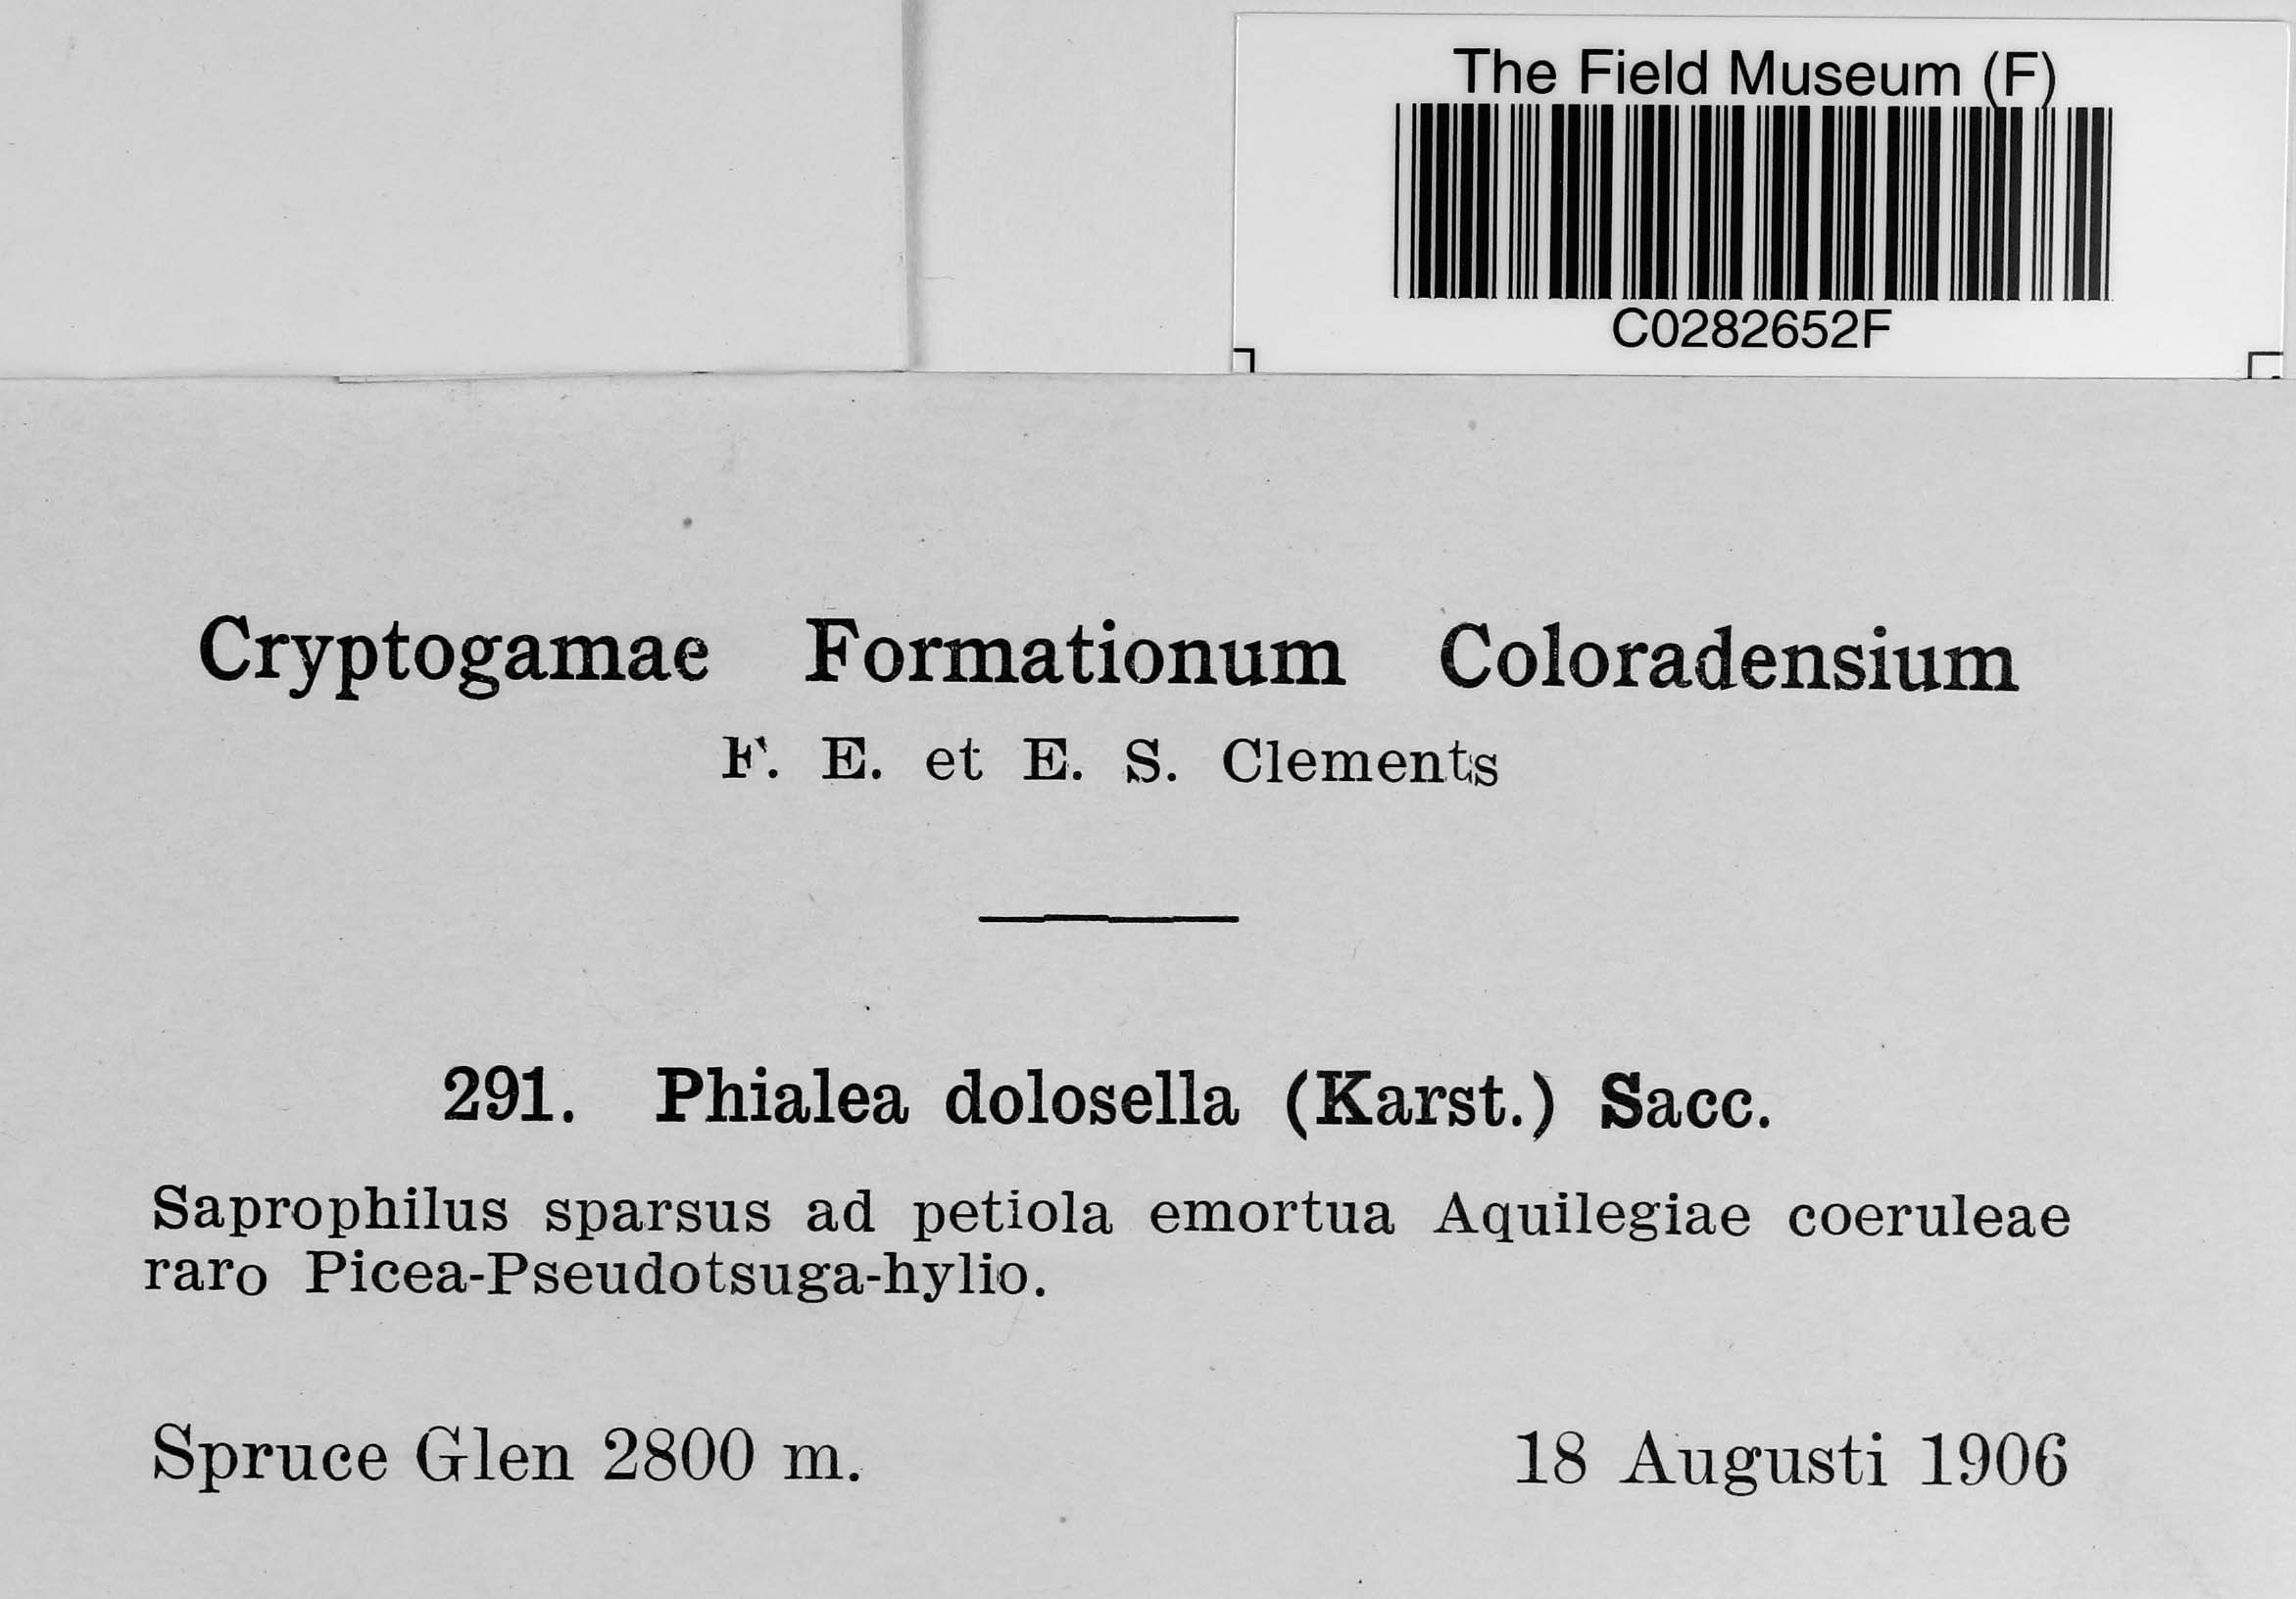 The Field Museum (F)
C0282652F
Cryptogamae Formationum Coloradensium
F. E. et E. S. Clements
291. Phialea dolosella (Karst.) Sacc.
Saprophilus sparsus ad petiola emortua Aquilegiae coeruleae
raro Picea-Pseudotsuga-hylio.
Spruce Glen 2800 m. 18 Augusti 1906